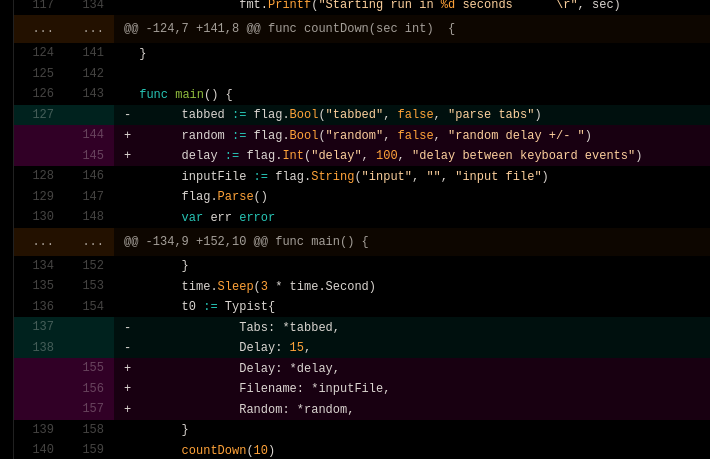 117 134 fmt.Printf("Starting run in %d seconds      \r", sec)
... ... @@ -124,7 +141,8 @@ func countDown(sec int)  {
124 141 }
125 142
126 143 func main() {
127 - tabbed := flag.Bool("tabbed", false, "parse tabs")
144 + random := flag.Bool("random", false, "random delay +/- ")
145 + delay := flag.Int("delay", 100, "delay between keyboard events")
128 146 inputFile := flag.String("input", "", "input file")
129 147 flag.Parse()
130 148 var err error
... ... @@ -134,9 +152,10 @@ func main() {
134 152 }
135 153 time.Sleep(3 * time.Second)
136 154 t0 := Typist{
137 - Tabs: *tabbed,
138 - Delay: 15,
155 + Delay: *delay,
156 + Filename: *inputFile,
157 + Random: *random,
139 158 }
140 159 countDown(10)